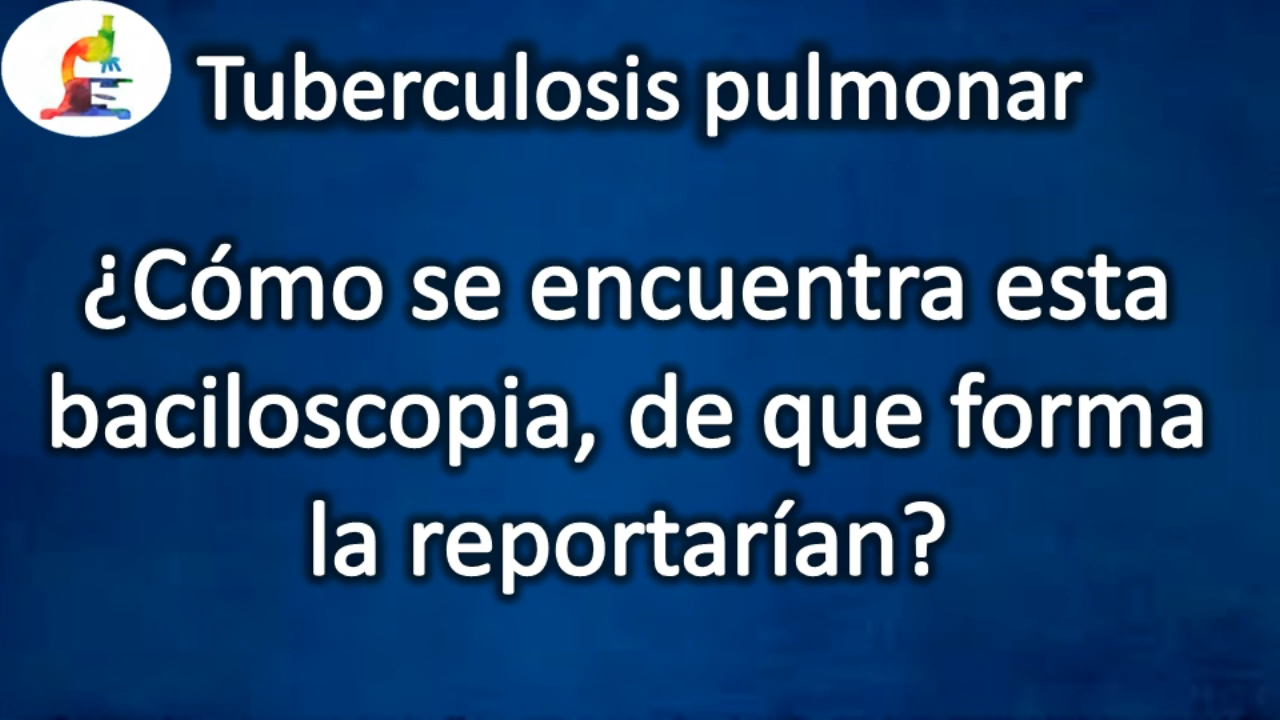 Tuberculosis pulmonar
¿Cómo se encuentra esta
baciloscopia, de que forma
la reportarían?